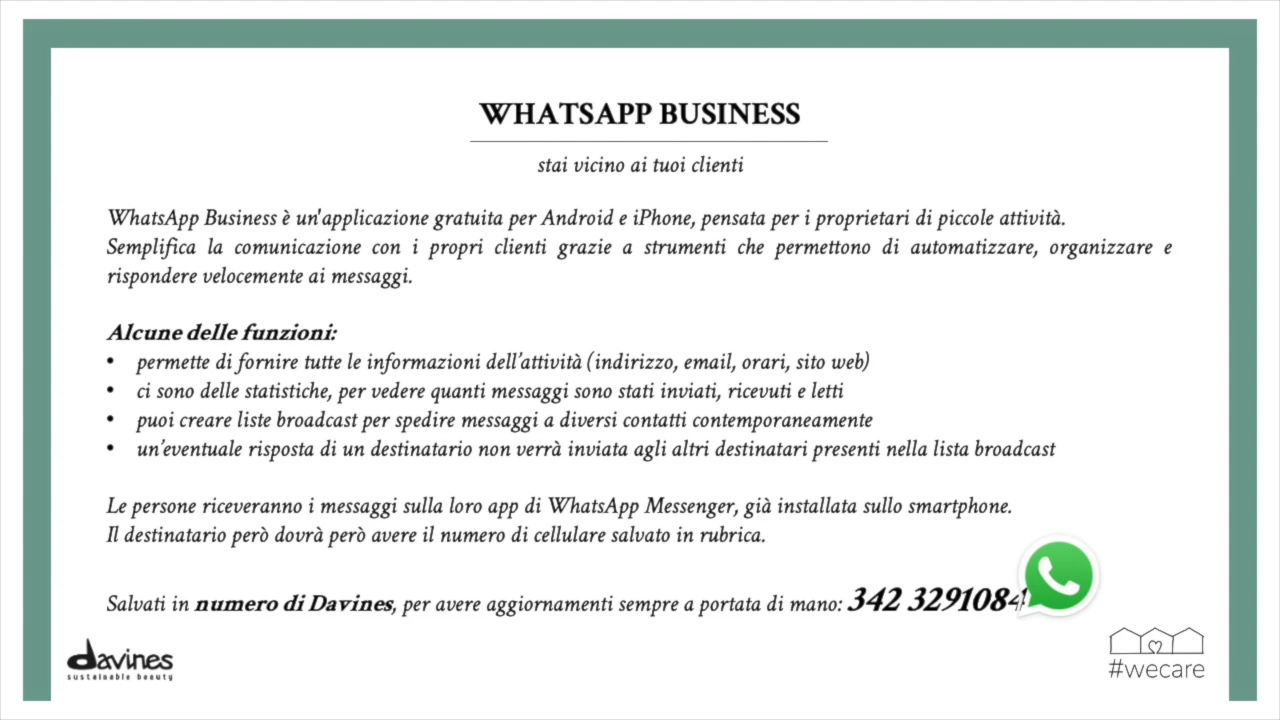 WHATSAPP BUSINESS
stai vicino ai tuoi clienti
WhatsApp Business è un'applicazione gratuita per Android e iPhone, pensata per i proprietari di piccole attività.
Semplifica la comunicazione con i propri clienti grazie a strumenti che permettono di automatizzare, organizzare e
rispondere velocemente ai messaggi.
Alcune delle funzioni:
• permette di fornire tutte le informazioni dell’attività (indirizzo, email, orari, sito web)
• ci sono delle statistiche, per vedere quanti messaggi sono stati inviati, ricevuti e letti
• puoi creare liste broadcast per spedire messaggi a diversi contatti contemporaneamente
• un’eventuale risposta di un destinatario non verrà inviata agli altri destinatari presenti nella lista broadcast
Le persone riceveranno i messaggi sulla loro app di WhatsApp Messenger, già installata sullo smartphone.
Il destinatario però dovrà però avere il numero di cellulare salvato in rubrica.
Salvati in numero di Davines, per avere aggiornamenti sempre a portata di mano: 342 3291084
davines
sustainable beauty
#wecare